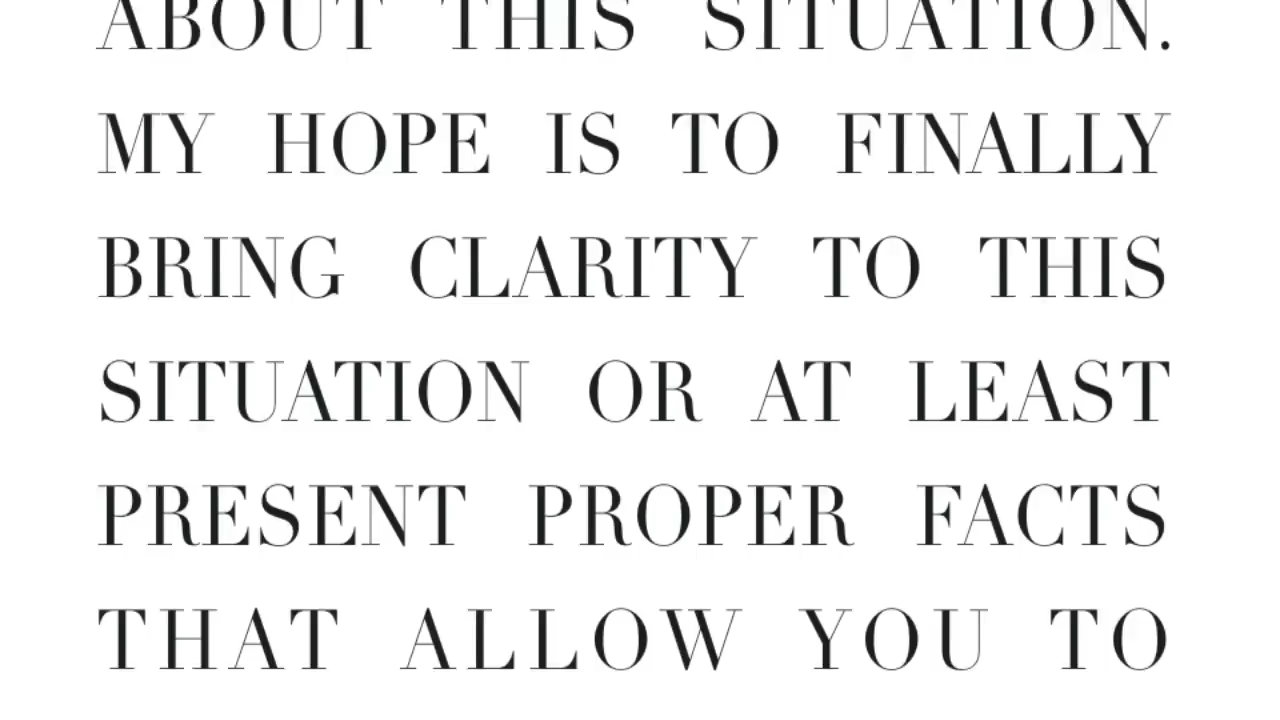 ABOUT THIS SITUATION.
MY HOPE IS TO FINALLY
BRING CLARITY TO THIS
SITUATION OR AT LEAST
PRESENT PROPER FACTS
THAT ALLOW YOU TO